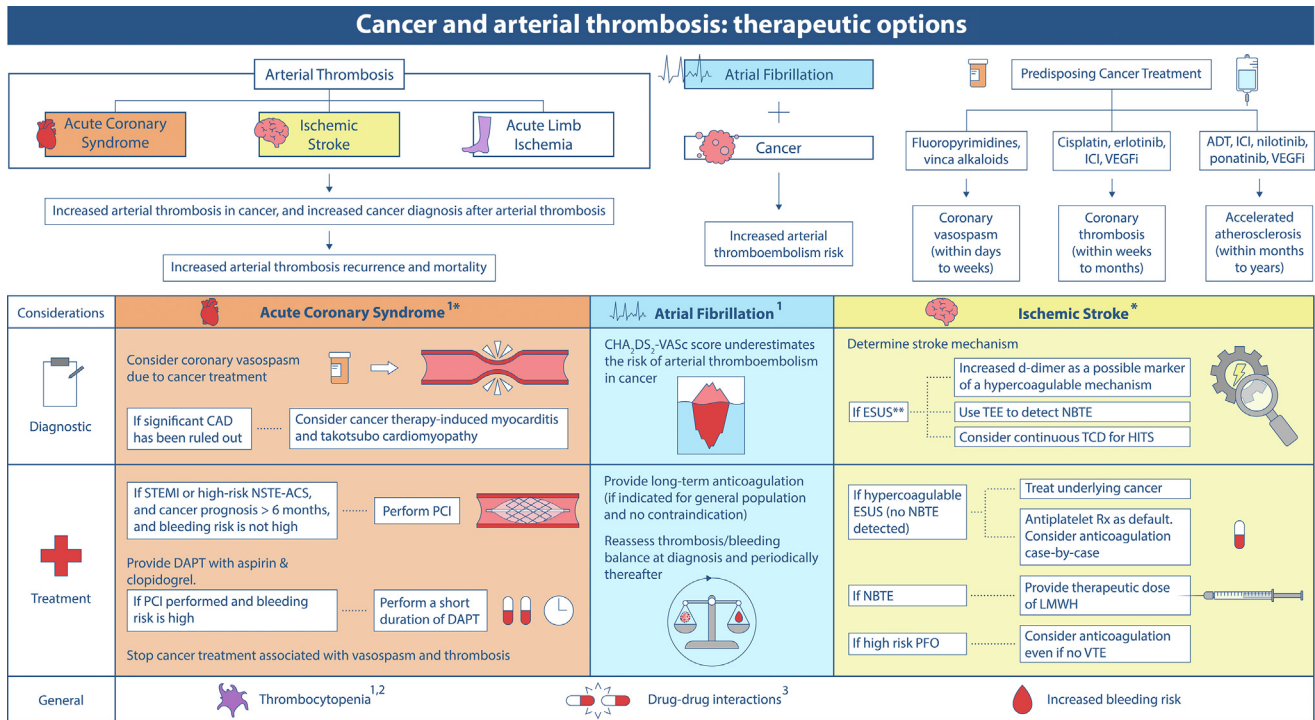 Cancer and arterial thrombosis: therapeutic options
Arterial Thrombosis
Acute Coronary
Syndrome
Ischemic
Stroke
Acute Limb
Ischemia
Increased arterial thrombosis in cancer, and increased cancer diagnosis after arterial thrombosis
Increased arterial thrombosis recurrence and mortality
Atrial Fibrillation
+
Cancer
Increased arterial
thromboembolism risk
Predisposing Cancer Treatment
Fluoropyrimidines,
vinca alkaloids
Cisplatin, erlotinib,
ICI, VEGFi
ADT, ICI, nilotinib,
ponatinib, VEGFi
Coronary
vasospasm
(within days
to weeks)
Coronary
thrombosis
(within weeks
to months)
Accelerated
atherosclerosis
(within months
to years)
Considerations
Acute Coronary Syndrome 1*
Atrial Fibrillation 1
Ischemic Stroke*
Diagnostic
Consider coronary vasospasm
due to cancer treatment
If significant CAD
has been ruled out
Consider cancer therapy-induced myocarditis
and takotsubo cardiomyopathy
CHA2DS2-VASc score underestimates
the risk of arterial thromboembolism
in cancer
Determine stroke mechanism
If ESUS**
Increased d-dimer as a possible marker
of a hypercoagulable mechanism
Use TEE to detect NBTE
Consider continuous TCD for HITS
Treatment
If STEMI or high-risk NSTE-ACS,
and cancer prognosis > 6 months,
and bleeding risk is not high
Perform PCI
Provide DAPT with aspirin &
clopidogrel.
If PCI performed and bleeding
risk is high
Perform a short
duration of DAPT
Stop cancer treatment associated with vasospasm and thrombosis
Provide long-term anticoagulation
(if indicated for general population
and no contraindication)
Reassess thrombosis/bleeding
balance at diagnosis and periodically
thereafter
If hypercoagulable
ESUS (no NBTE
detected)
Treat underlying cancer
Antiplatelet Rx as default.
Consider anticoagulation
case-by-case
If NBTE
Provide therapeutic dose
of LMWH
If high risk PFO
Consider anticoagulation
even if no VTE
General
Thrombocytopenia1,2
Drug-drug interactions3
Increased bleeding risk